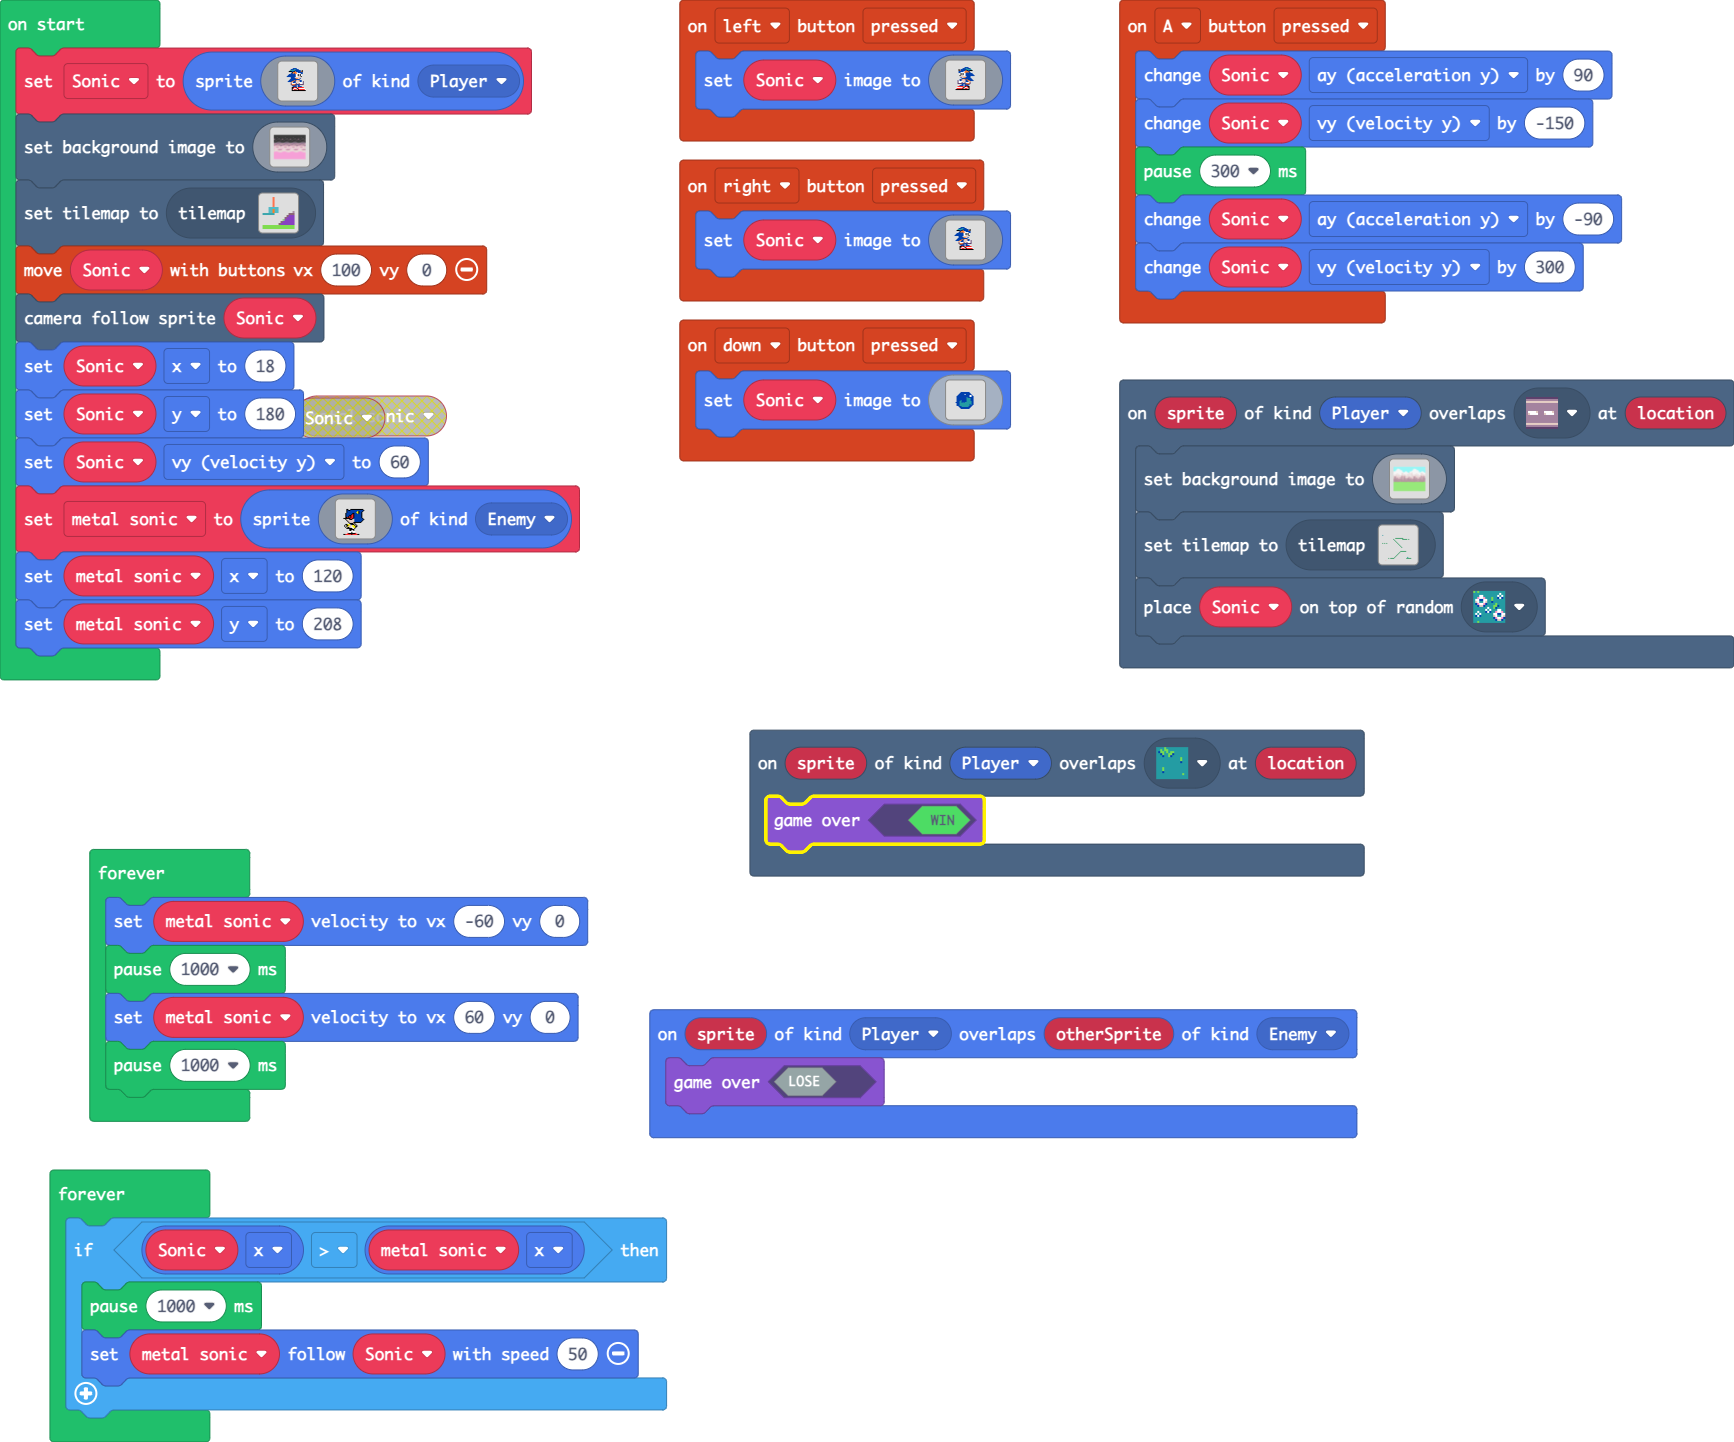 on start
set Sonic to sprite of kind Player
set background image to
set tilemap to tilemap
move Sonic with buttons vx 100 vy 0
camera follow sprite Sonic
set Sonic x to 18
set Sonic y to 180
Sonic nic
set Sonic vy (velocity y) to 60
set metal sonic to sprite of kind Enemy
set metal sonic x to 120
set metal sonic y to 208
on left button pressed
set Sonic image to
on right button pressed
set Sonic image to
on down button pressed
set Sonic image to
on A button pressed
change Sonic ay (acceleration y) by 90
change Sonic vy (velocity y) by -150
pause 300 ms
change Sonic ay (acceleration y) by -90
change Sonic vy (velocity y) by 300
on sprite of kind Player overlaps at location
set background image to
set tilemap to tilemap
place Sonic on top of random
on sprite of kind Player overlaps at location
game over WIN
forever
set metal sonic velocity to vx -60 vy 0
pause 1000 ms
set metal sonic velocity to vx 60 vy 0
pause 1000 ms
on sprite of kind Player overlaps otherSprite of kind Enemy
game over LOSE
forever
if Sonic x > metal sonic x then
pause 1000 ms
set metal sonic follow Sonic with speed 50